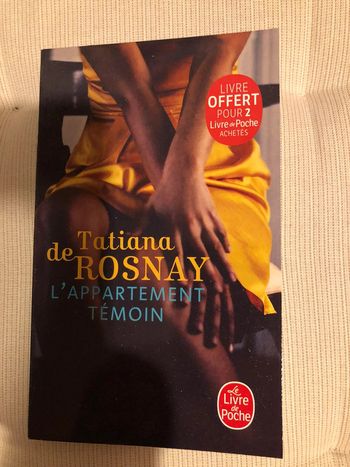 LIVRE
OFFERT
POUR 2
Livre de Poche
ACHETÉS
Tatiana
de ROSNAY
L'APPARTEMENT
TÉMOIN
Le
Livre
de
Poche